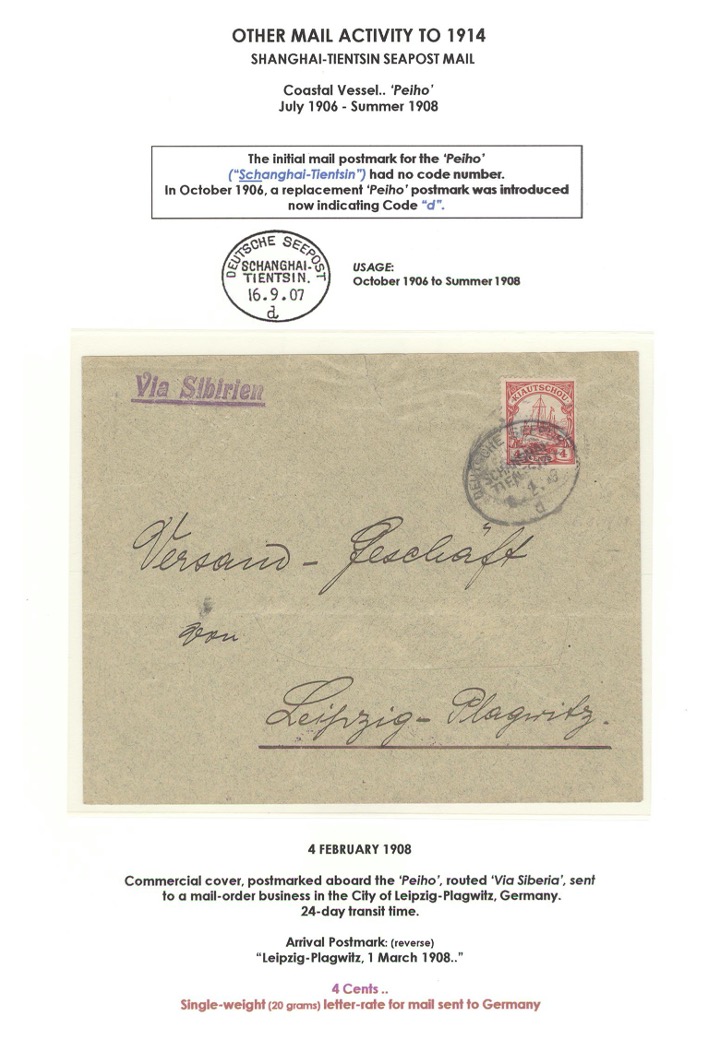 OTHER MAIL ACTIVITY TO 1914
SHANGHAI-TIENTSIN SEAPOST MAIL
Coastal Vessel.. 'Peiho'
July 1906 - Summer 1908
The initial mail postmark for the 'Peiho'
("Schanghai-Tientsin") had no code number.
In October 1906, a replacement 'Peiho' postmark was introduced
now indicating Code "d".
DEUTSCHE SEEPOST
SCHANGHAI-
TIENTSIN.
16.9.07
d
USAGE:
October 1906 to Summer 1908
Via Sibirien
KIAUTSCHOU
4
DEUTSCHE SEEPOST
SCHANGHAI-
d
Versand-Geschäft
von
Leipzig-Plagwitz.
4 FEBRUARY 1908
Commercial cover, postmarked aboard the 'Peiho', routed 'Via Siberia', sent
to a mail-order business in the City of Leipzig-Plagwitz, Germany.
24-day transit time.
Arrival Postmark: (reverse)
"Leipzig-Plagwitz, 1 March 1908.."
4 Cents ..
Single-weight (20 grams) letter-rate for mail sent to Germany